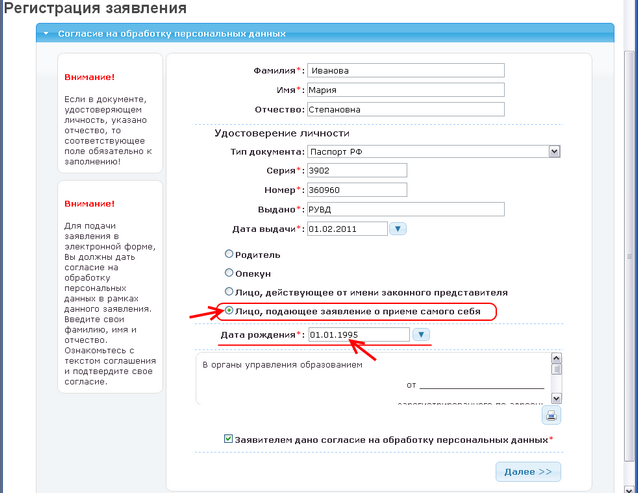 Регистрация заявления
Согласие на обработку персональных данных
Внимание!
Если в документе,
удостоверяющем
личность, указано
отчество, то
соответствующее
поле обязательно к
заполнению!
Внимание!
Для подачи
заявления в
электронной форме,
Вы должны дать
согласие на
обработку
персональных
данных в рамках
данного заявления.
Введите свои
фамилию, имя и
отчество.
Ознакомьтесь с
текстом соглашения
и подтвердите свое
согласие.
Фамилия*: Иванова
Имя*: Мария
Отчество: Степановна
Удостоверение личности
Тип документа: Паспорт РФ
Серия*: 3902
Номер*: 360960
Выдано*: РУВД
Дата выдачи*: 01.02.2011
Родитель
Опекун
Лицо, действующее от имени законного представителя
Лицо, подающее заявление о приеме самого себя
Дата рождения*: 01.01.1995
В органы управления образованием
от
Заявителем дано согласие на обработку персональных данных*
Далее >>